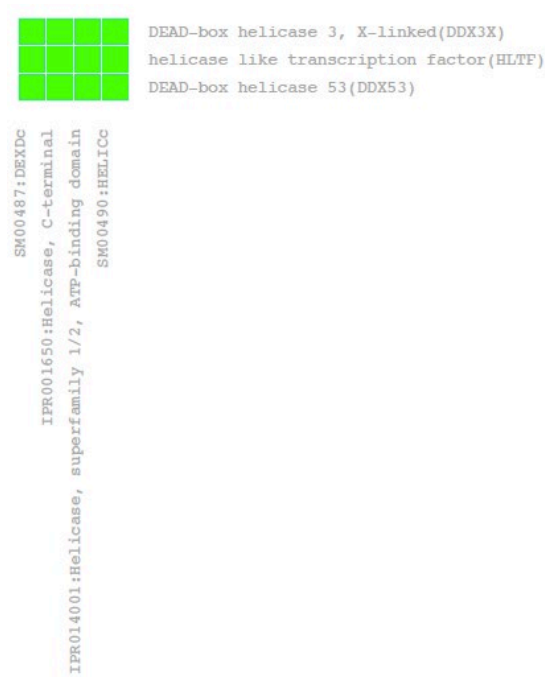 DEAD-box helicase 3, X-linked(DDX3X)
helicase like transcription factor(HLTF)
DEAD-box helicase 53(DDX53)
SM00487:DEXDc
IPR001650:Helicase, C-terminal
IPR014001:Helicase, superfamily 1/2, ATP-binding domain
SM00490:HELICc